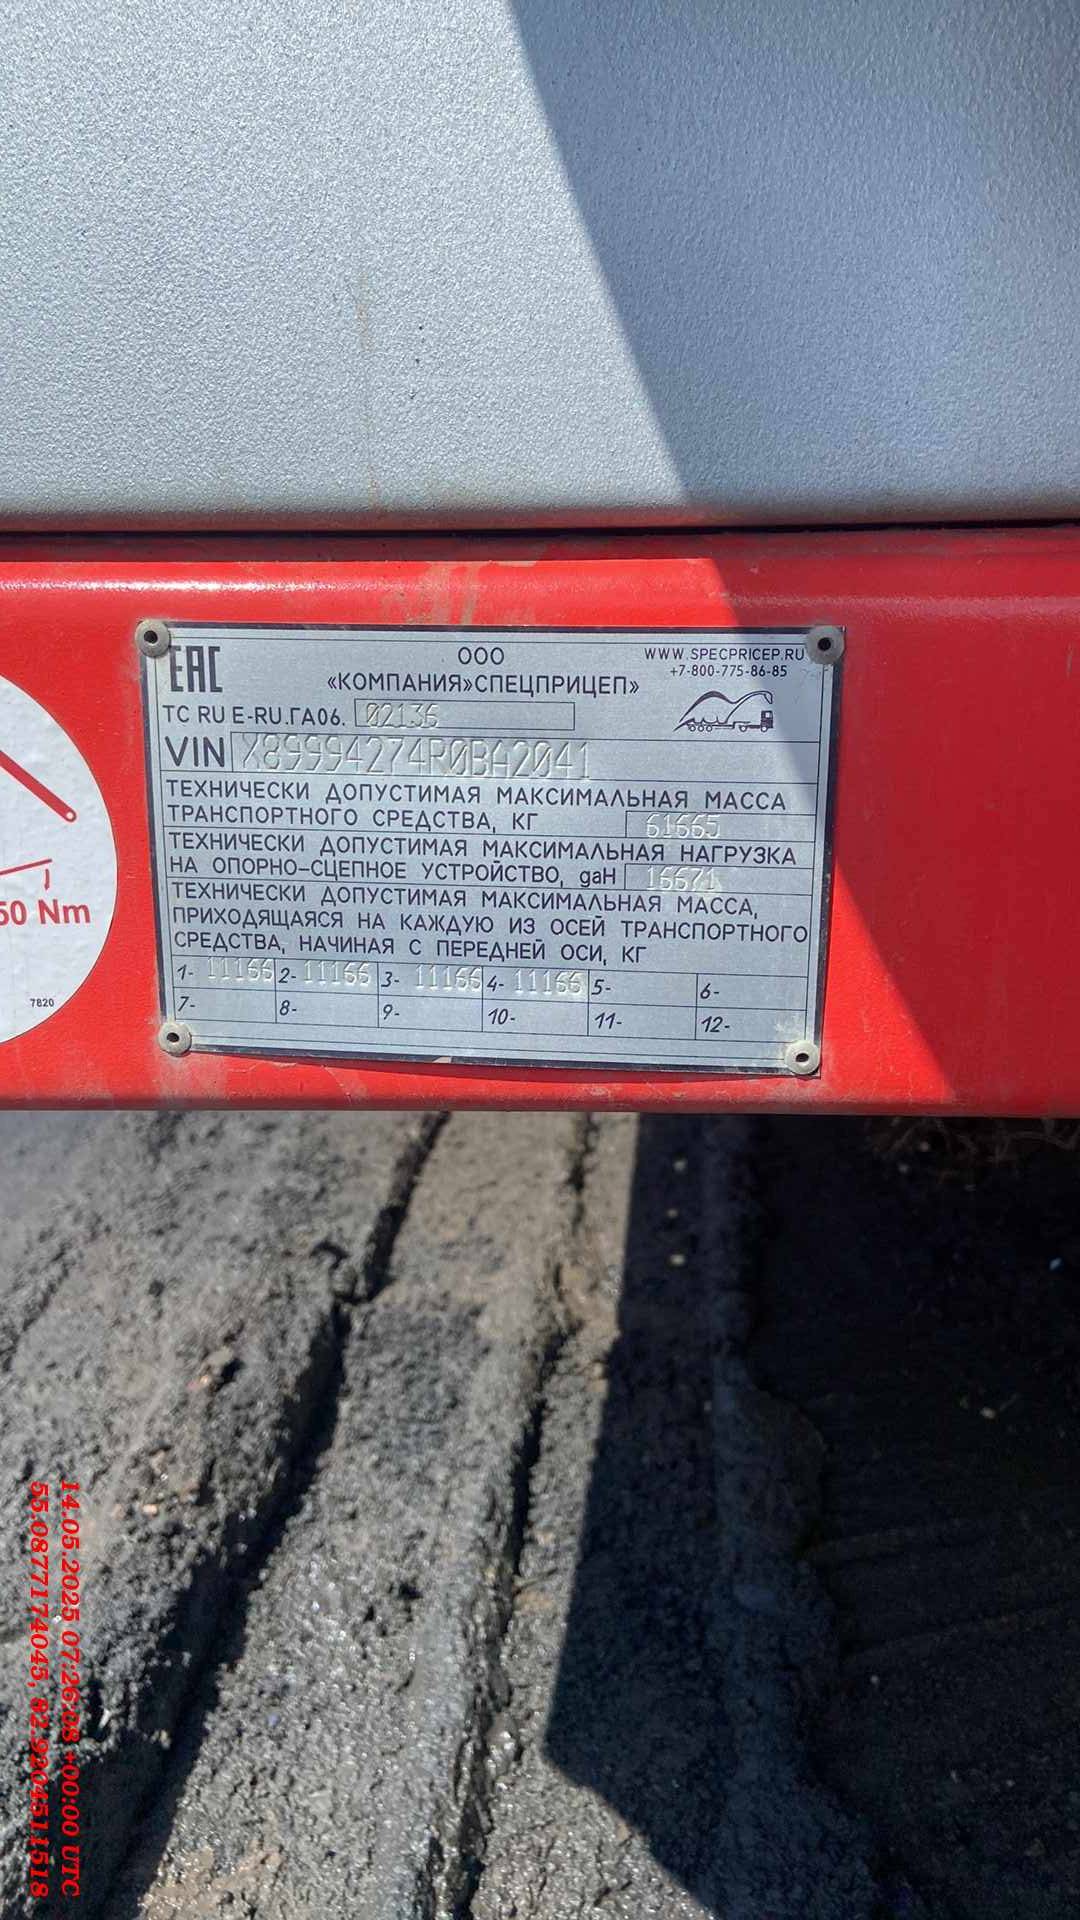 EAC
ООО
«КОМПАНИЯ»СПЕЦПРИЦЕП»
WWW.SPECPRICEP.RU
+7-800-775-86-85
ТС RU E-RU.ГА06. 02136
VIN X89994274R0BA2041
ТЕХНИЧЕСКИ ДОПУСТИМАЯ МАКСИМАЛЬНАЯ МАССА
ТРАНСПОРТНОГО СРЕДСТВА, КГ 61665
ТЕХНИЧЕСКИ ДОПУСТИМАЯ МАКСИМАЛЬНАЯ НАГРУЗКА
НА ОПОРНО-СЦЕПНОЕ УСТРОЙСТВО, gaH 16671
ТЕХНИЧЕСКИ ДОПУСТИМАЯ МАКСИМАЛЬНАЯ МАССА,
ПРИХОДЯЩАЯСЯ НА КАЖДУЮ ИЗ ОСЕЙ ТРАНСПОРТНОГО
СРЕДСТВА, НАЧИНАЯ С ПЕРЕДНЕЙ ОСИ, КГ
1- 11166 2- 11166 3- 11166 4- 11166 5- 6-
7- 8- 9- 10- 11- 12-
50 Nm
7820
14.05.2025 07:26:08 +00:00 UTC
55.0877174045, 82.9204511518